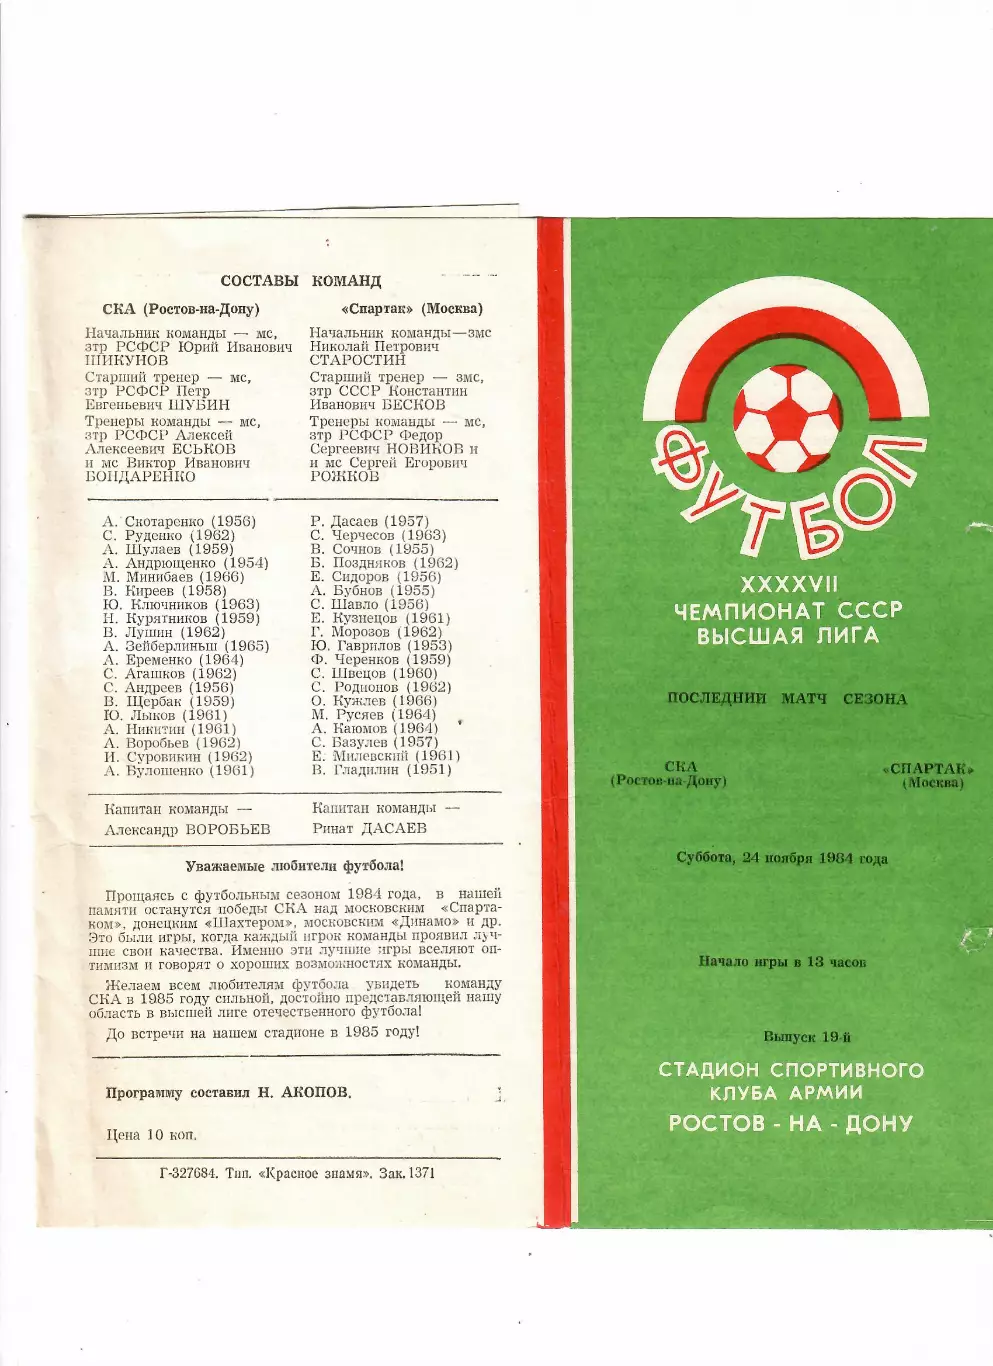 СОСТАВЫ КОМАНД
СКА (Ростов-на-Дону)
Начальник команды — мс,
зтр РСФСР Юрий Иванович
ШИКУНОВ
Старший тренер — мс,
зтр РСФСР Петр
Евгеньевич ШУБИН
Тренеры команды — мс,
зтр РСФСР Алексей
Алексеевич ЕСЬКОВ
и мс Виктор Иванович
БОНДАРЕНКО
«Спартак» (Москва)
Начальник команды—змс
Николай Петрович
СТАРОСТИН
Старший тренер — змс,
зтр СССР Константин
Иванович БЕСКОВ
Тренеры команды — мс,
зтр РСФСР Федор
Сергеевич НОВИКОВ и
и мс Сергей Егорович
РОЖКОВ
А. Скотаренко (1956)
С. Руденко (1962)
А. Шулаев (1959)
А. Андрющенко (1954)
М. Минибаев (1966)
В. Киреев (1958)
Ю. Ключников (1963)
Н. Курятников (1959)
В. Лушин (1962)
А. Зейберлиньш (1965)
А. Еременко (1964)
С. Агашков (1962)
С. Андреев (1956)
В. Щербак (1959)
Ю. Лыков (1961)
А. Никитин (1961)
А. Воробьев (1962)
И. Суровикин (1962)
А. Вулошенко (1961)
Р. Дасаев (1957)
С. Черчесов (1963)
В. Сочнов (1955)
Б. Поздняков (1962)
Е. Сидоров (1956)
А. Бубнов (1955)
С. Шавло (1956)
Е. Кузнецов (1961)
Г. Морозов (1962)
Ю. Гаврилов (1953)
Ф. Черенков (1959)
С. Швецов (1960)
С. Родионов (1962)
О. Кужлев (1966)
М. Русяев (1964)
А. Каюмов (1964)
С. Базулев (1957)
Е. Милевский (1961)
В. Гладилин (1951)
Капитан команды —
Александр ВОРОБЬЕВ
Капитан команды —
Ринат ДАСАЕВ
Уважаемые любители футбола!
Прощаясь с футбольным сезоном 1984 года, в нашей
памяти останутся победы СКА над московским «Спарта-
ком», донецким «Шахтером», московским «Динамо» и др.
Это были игры, когда каждый игрок команды проявил луч-
шие свои качества. Именно эти лучшие игры вселяют оп-
тимизм и говорят о хороших возможностях команды.
Желаем всем любителям футбола увидеть команду
СКА в 1985 году сильной, достойно представляющей нашу
область в высшей лиге отечественного футбола!
До встречи на нашем стадионе в 1985 году!
Программу составил Н. АКОПОВ.
Цена 10 коп.
Г-327684. Тип. «Красное знамя». Зак. 1371
ФУТБОЛ
XXXXVII
ЧЕМПИОНАТ СССР
ВЫСШАЯ ЛИГА
ПОСЛЕДНИЙ МАТЧ СЕЗОНА
СКА
(Ростов-на-Дону)
«СПАРТАК»
(Москва)
Суббота, 24 ноября 1984 года
Начало игры в 13 часов
Выпуск 19-й
СТАДИОН СПОРТИВНОГО
КЛУБА АРМИИ
РОСТОВ - НА - ДОНУ